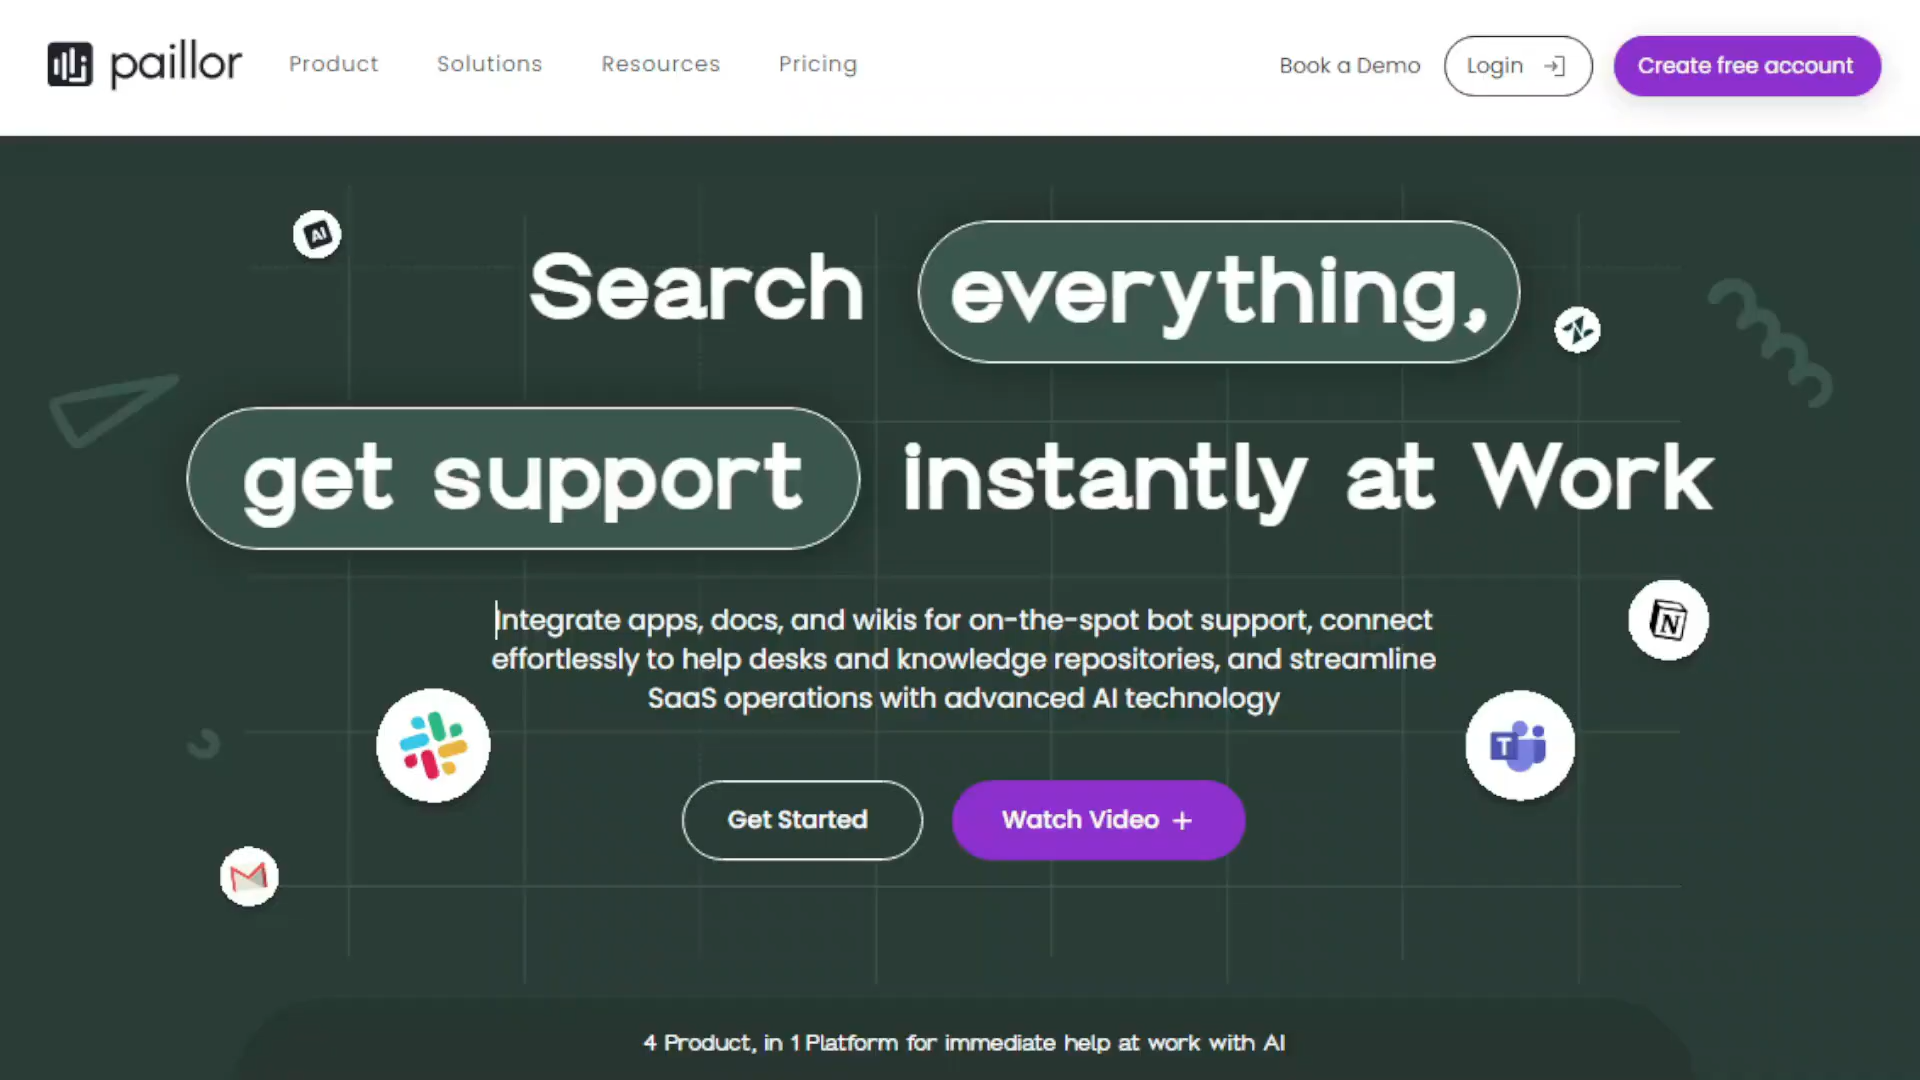 paillor
Product
Solutions
Resources
Pricing
Book a Demo
Login
Create free account
AI
Search everything,
get support instantly at Work
Integrate apps, docs, and wikis for on-the-spot bot support, connect
effortlessly to help desks and knowledge repositories, and streamline
SaaS operations with advanced AI technology
N
T
Get Started
Watch Video +
4 Product, in 1 Platform for immediate help at work with AI